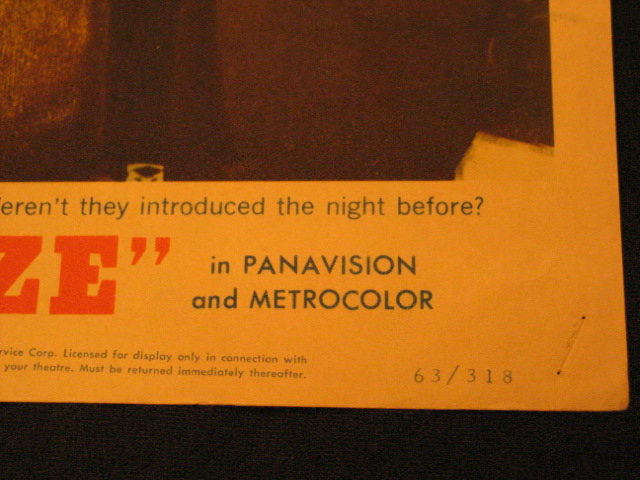 eren't they introduced the night before?
ZE" in PANAVISION
and METROCOLOR
rvice Corp. Licensed for display only in connection with
your theatre. Must be returned immediately thereafter.
63/318